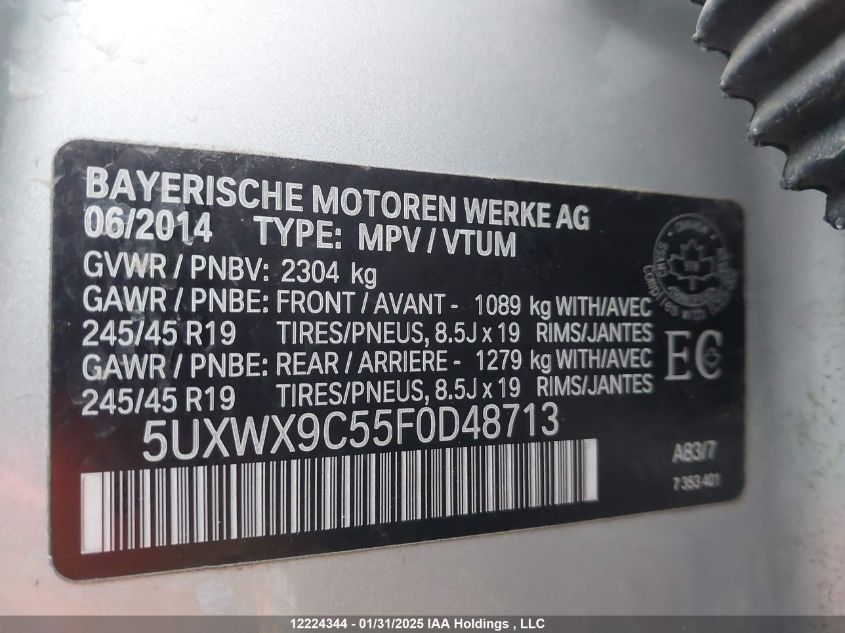 BAYERISCHE MOTOREN WERKE AG
06/2014 TYPE: MPV / VTUM
GVWR / PNBV: 2304 kg
GAWR / PNBE: FRONT / AVANT - 1089 kg WITH/AVEC
245/45 R19 TIRES/PNEUS, 8.5J x 19 RIMS/JANTES
GAWR / PNBE: REAR / ARRIERE - 1279 kg WITH/AVEC
245/45 R19 TIRES/PNEUS, 8.5J x 19 RIMS/JANTES
EC
5UXWX9C55F0D48713
A83/7
7 353 401
12224344 - 01/31/2025 IAA Holdings , LLC